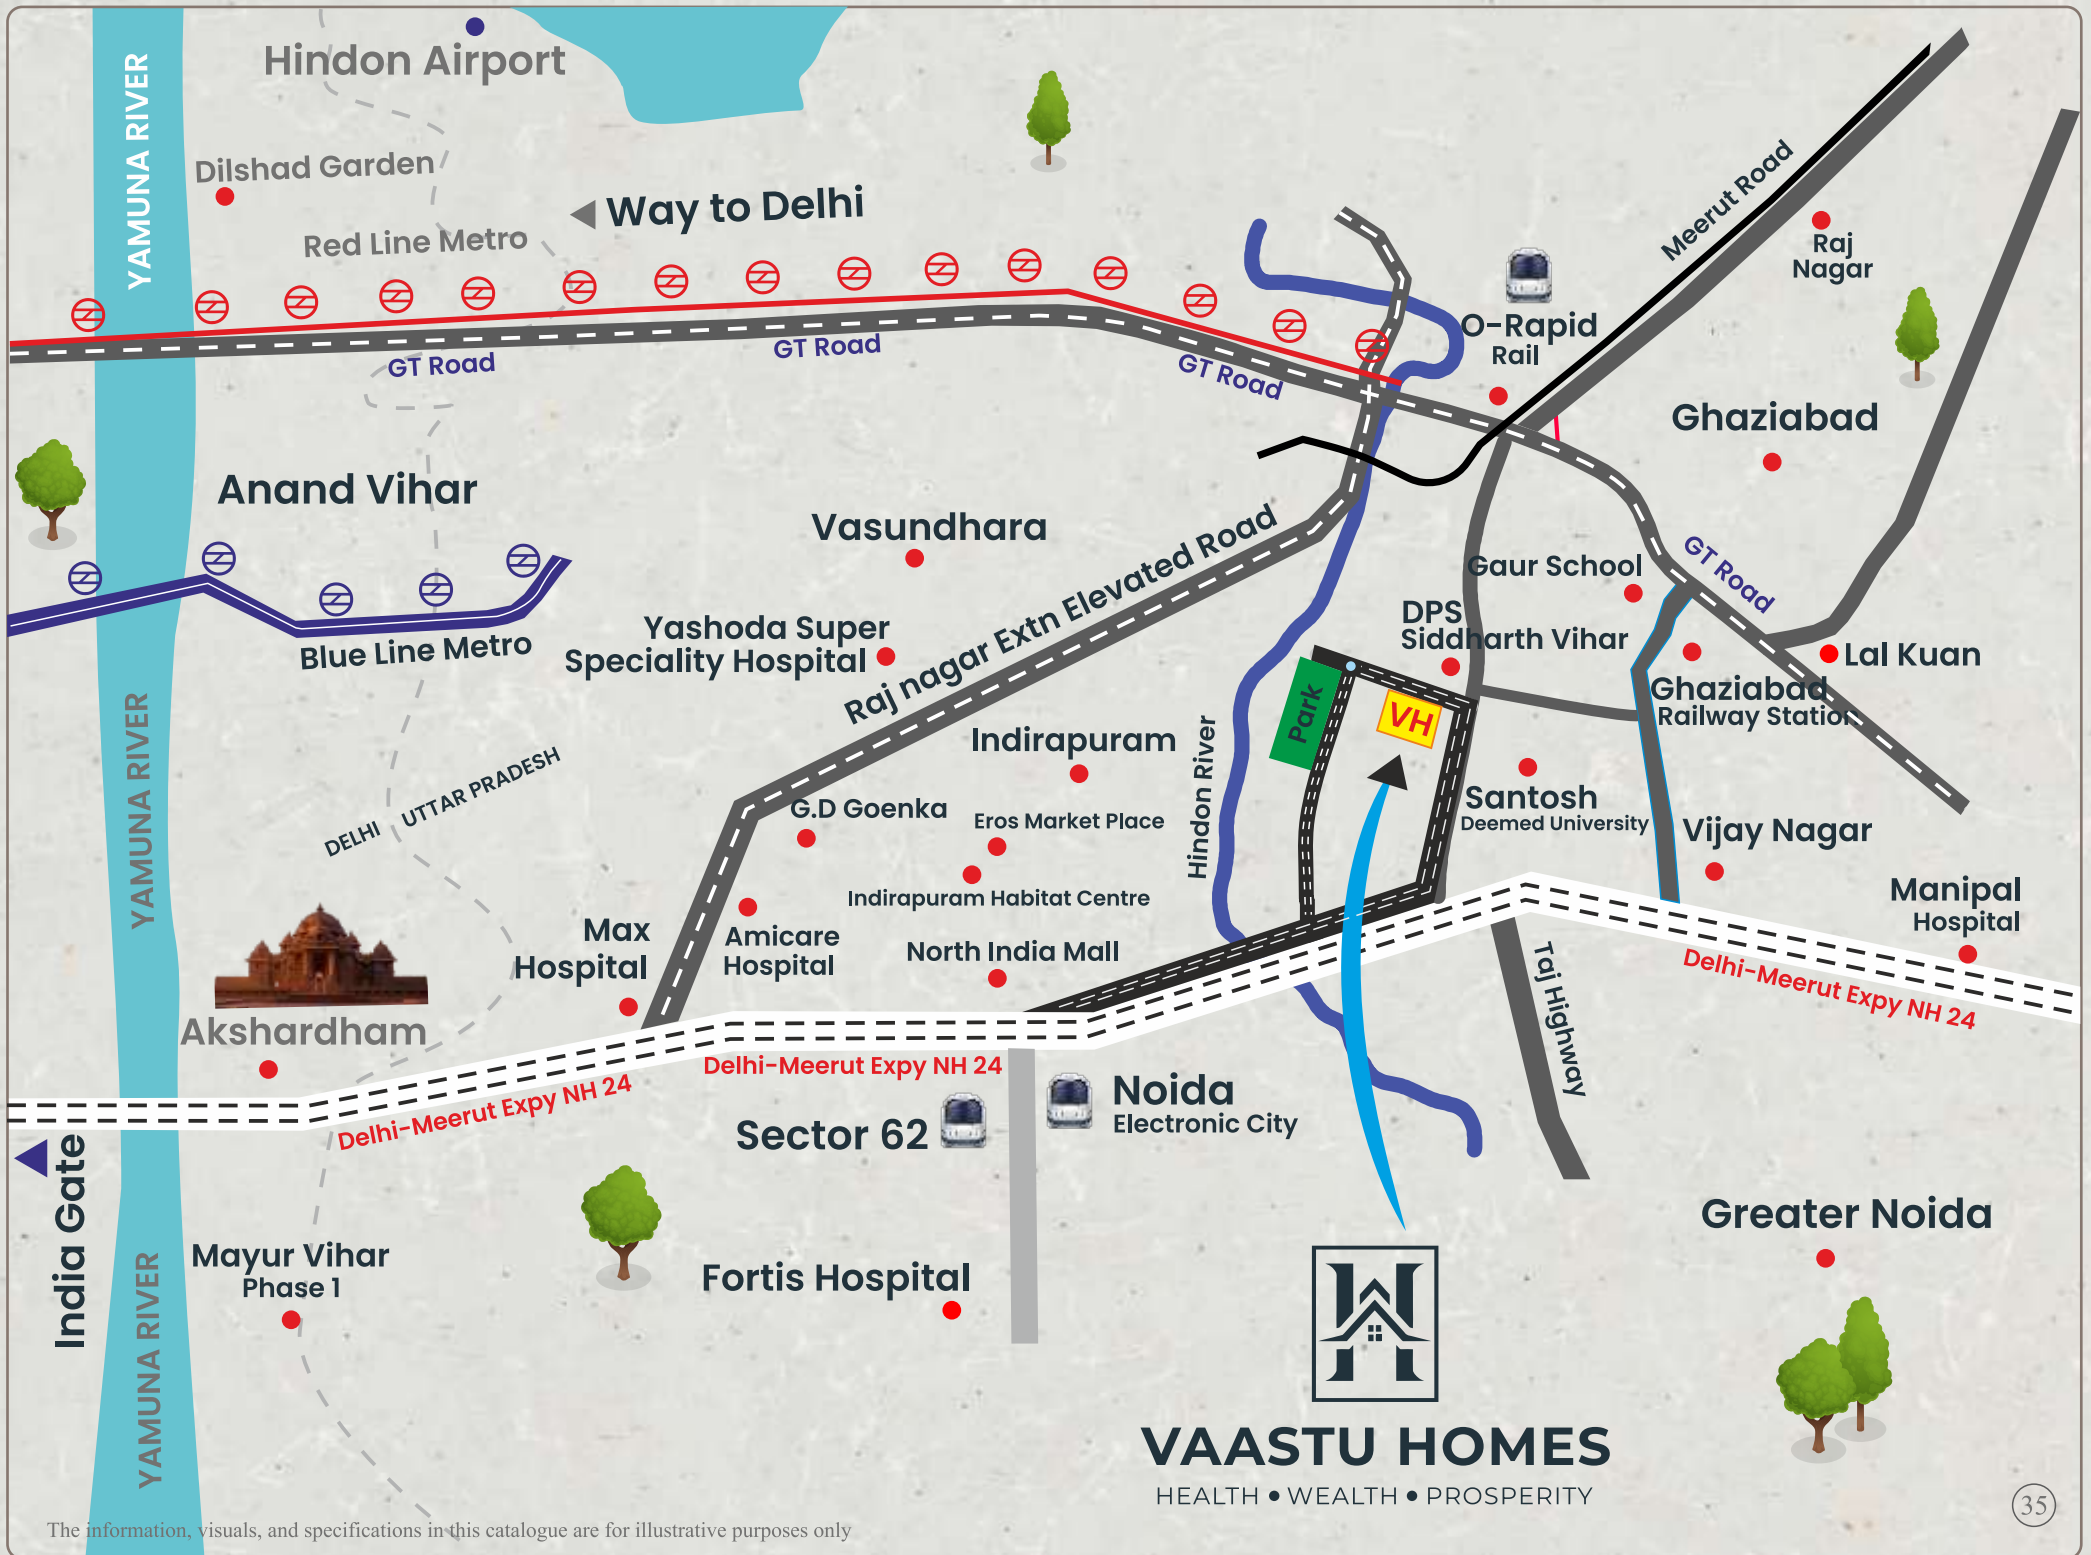 Hindon Airport
YAMUNA RIVER
Dilshad Garden
Way to Delhi
Red Line Metro
Meerut Road
Raj
Nagar
O-Rapid
Rail
GT Road
GT Road
GT Road
Ghaziabad
Anand Vihar
Vasundhara
Raj nagar Extn Elevated Road
Gaur School
GT Road
Blue Line Metro
Yashoda Super
Speciality Hospital
DPS
Siddharth Vihar
Lal Kuan
Park
VH
Ghaziabad
Railway Station
YAMUNA RIVER
DELHI
UTTAR PRADESH
Indirapuram
Hindon River
G.D Goenka
Eros Market Place
Santosh
Deemed University
Vijay Nagar
Indirapuram Habitat Centre
Manipal
Hospital
Max
Hospital
Amicare
Hospital
North India Mall
Taj Highway
Delhi-Meerut Expy NH 24
Akshardham
Delhi-Meerut Expy NH 24
Delhi-Meerut Expy NH 24
Sector 62
Noida
Electronic City
India Gate
Greater Noida
Mayur Vihar
Phase 1
YAMUNA RIVER
Fortis Hospital
VAASTU HOMES
HEALTH • WEALTH • PROSPERITY
35
The information, visuals, and specifications in this catalogue are for illustrative purposes only